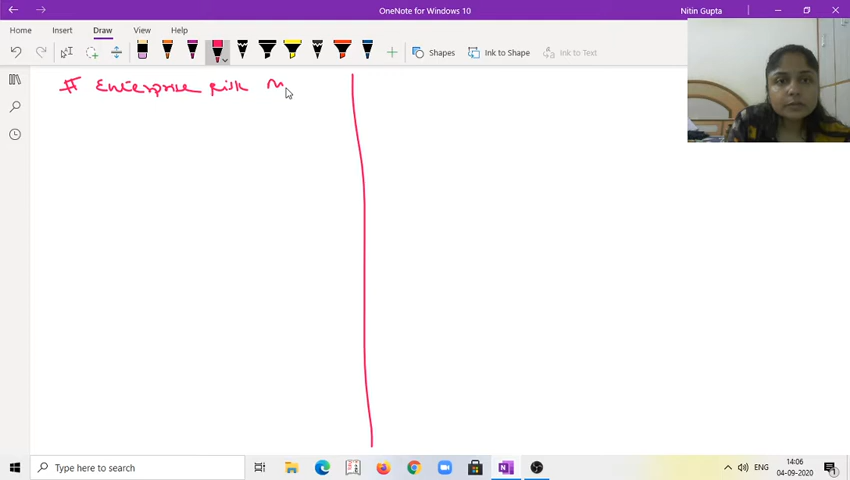 OneNote for Windows 10
Nitin Gupta
Home Insert Draw View Help
Shapes Ink to Shape Ink to Text
# Enterprise Risk M
Type here to search
ENG
14:06
04-09-2020